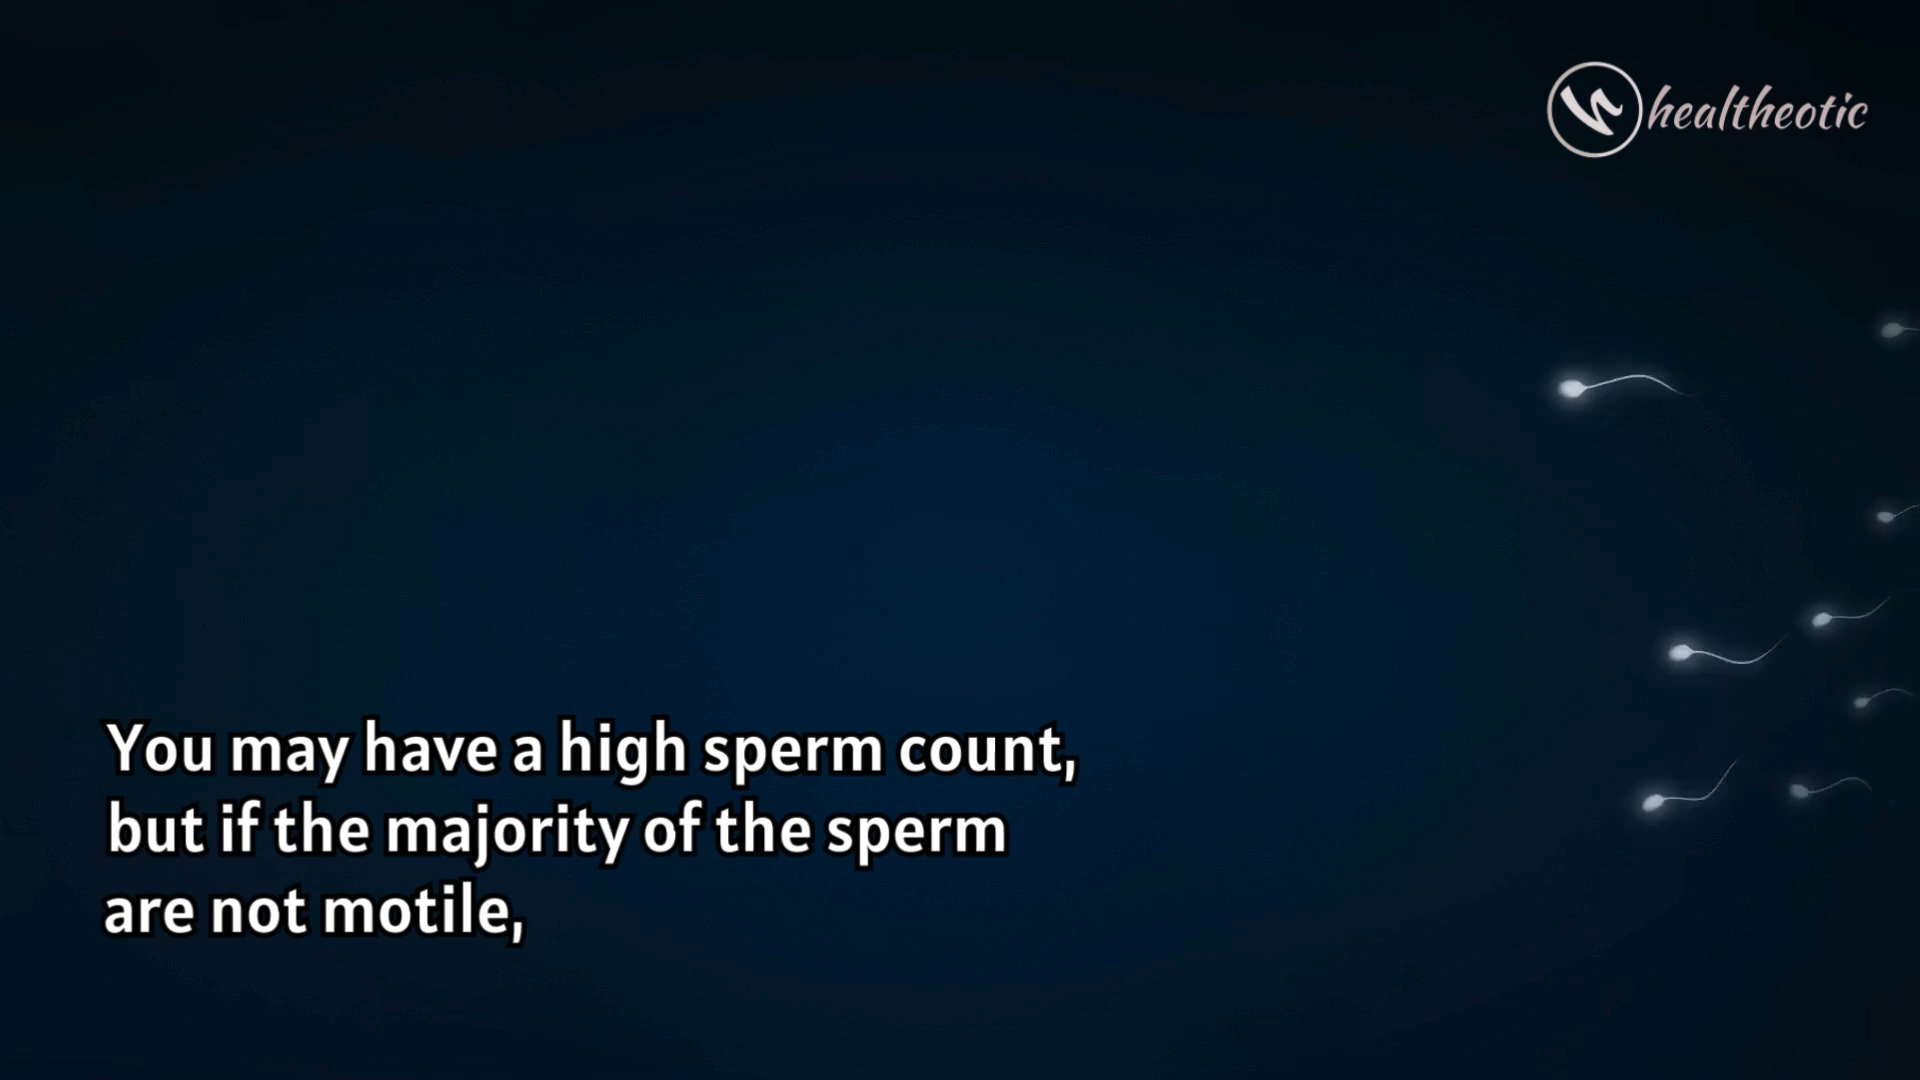 healtheotic
You may have a high sperm count,
but if the majority of the sperm
are not motile,